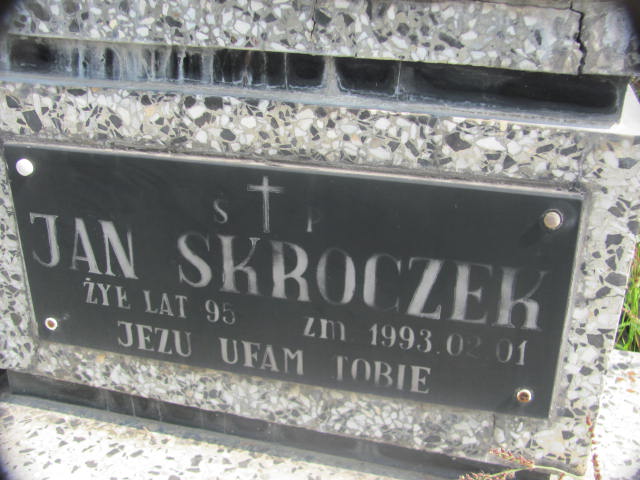 Ś P
JAN SKROCZEK
ŻYŁ LAT 95 zm. 1993.02.01
JEZU UFAM TOBIE